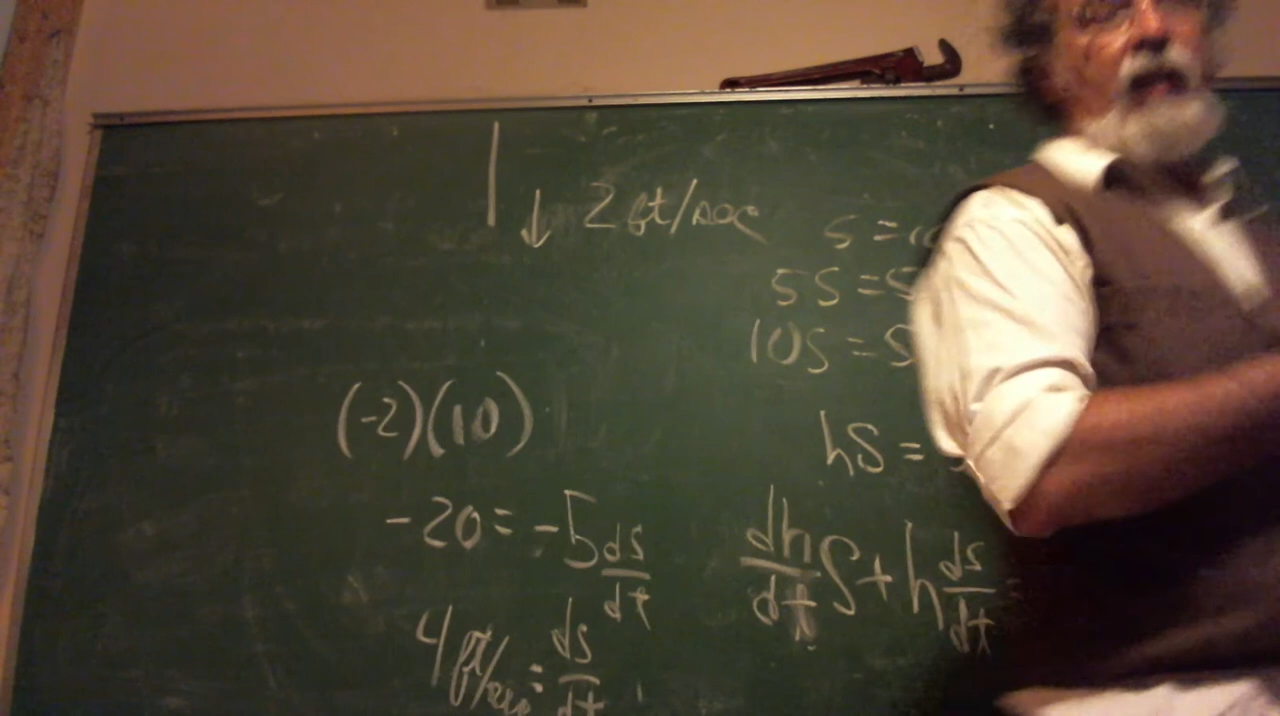 2 ft/sec
S =
5S =
10S =
(-2)(10)
hS =
-20 = -5 ds/dt
dh/dt S + h ds/dt =
4 ft/sec = ds/dt